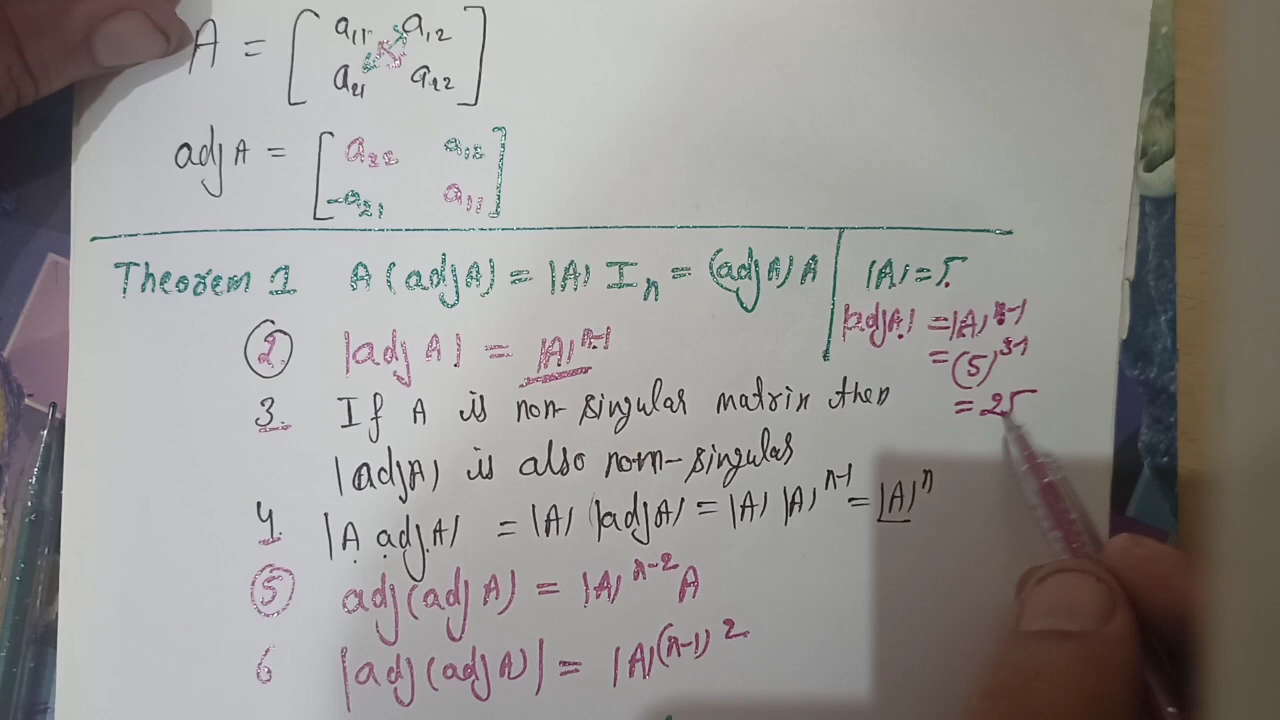 A = [ a₁₁ a₁₂
a₂₁ a₂₂ ]
adj A = [ a₂₂ a₁₂
-a₂₁ a₁₁ ]
Theorem 1 A (adj A) = |A| Iₙ = (adj A) A |A| = 5.
② |adj A| = |A|ⁿ⁻¹ |adj A| = |A|ⁿ⁻¹
= (5)³⁻¹
3. If A is non-singular matrix then = 25
|adj A| is also non-singular
4. |A adj A| = |A| |adj A| = |A| |A|ⁿ⁻¹ = |A|ⁿ
⑤ adj(adj A) = |A|ⁿ⁻² A
6 |adj(adj A)| = |A|⁽ⁿ⁻¹⁾ ²